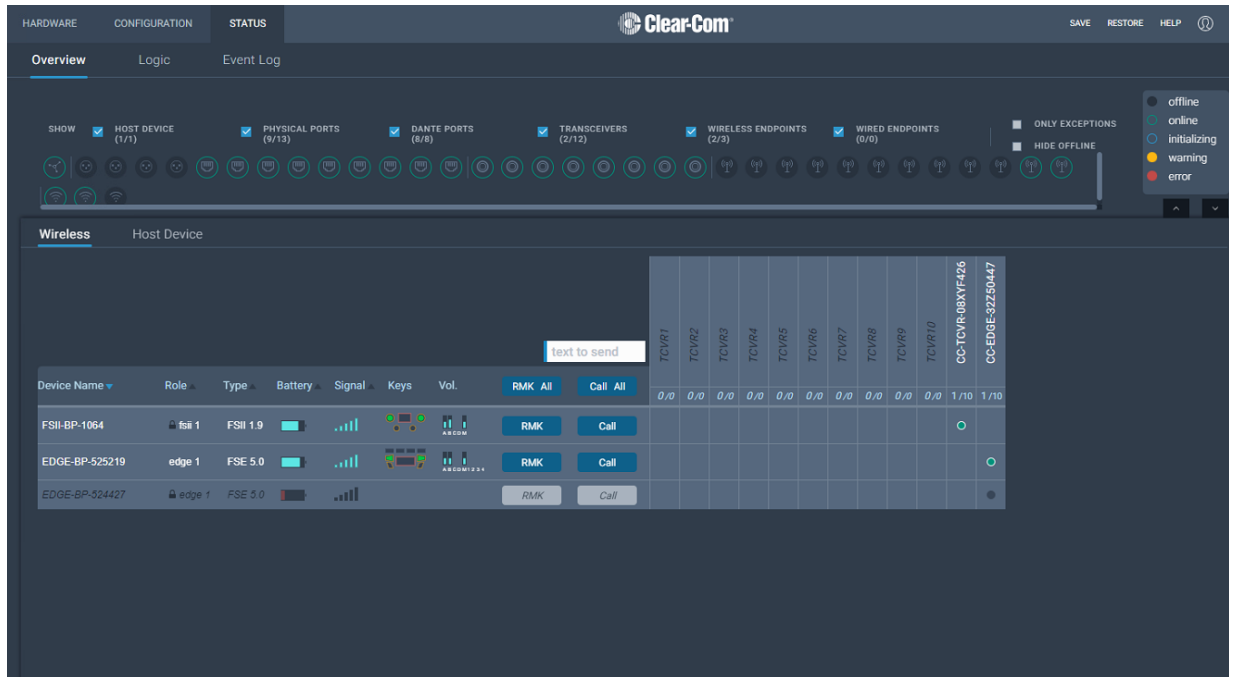 HARDWARE CONFIGURATION STATUS Clear-Com SAVE RESTORE HELP
Overview Logic Event Log
offline
online
initializing
warning
error
SHOW HOST DEVICE (1/1) PHYSICAL PORTS (9/13) DANTE PORTS (8/8) TRANSCEIVERS (2/12) WIRELESS ENDPOINTS (2/3) WIRED ENDPOINTS (0/0) ONLY EXCEPTIONS
HIDE OFFLINE
Wireless Host Device
text to send TCVR1 TCVR2 TCVR3 TCVR4 TCVR5 TCVR6 TCVR7 TCVR8 TCVR9 TCVR10 CC-TCVR-08XYF426 CC-EDGE-32Z50447
Device Name Role Type Battery Signal Keys Vol. RMK All Call All 0/0 0/0 0/0 0/0 0/0 0/0 0/0 0/0 0/0 0/0 1/10 1/10
FSII-BP-1064 fsii 1 FSII 1.9 A B C D M RMK Call
EDGE-BP-525219 edge 1 FSE 5.0 A B C D M 1 2 3 4 RMK Call
EDGE-BP-524427 edge 1 FSE 5.0 RMK Call